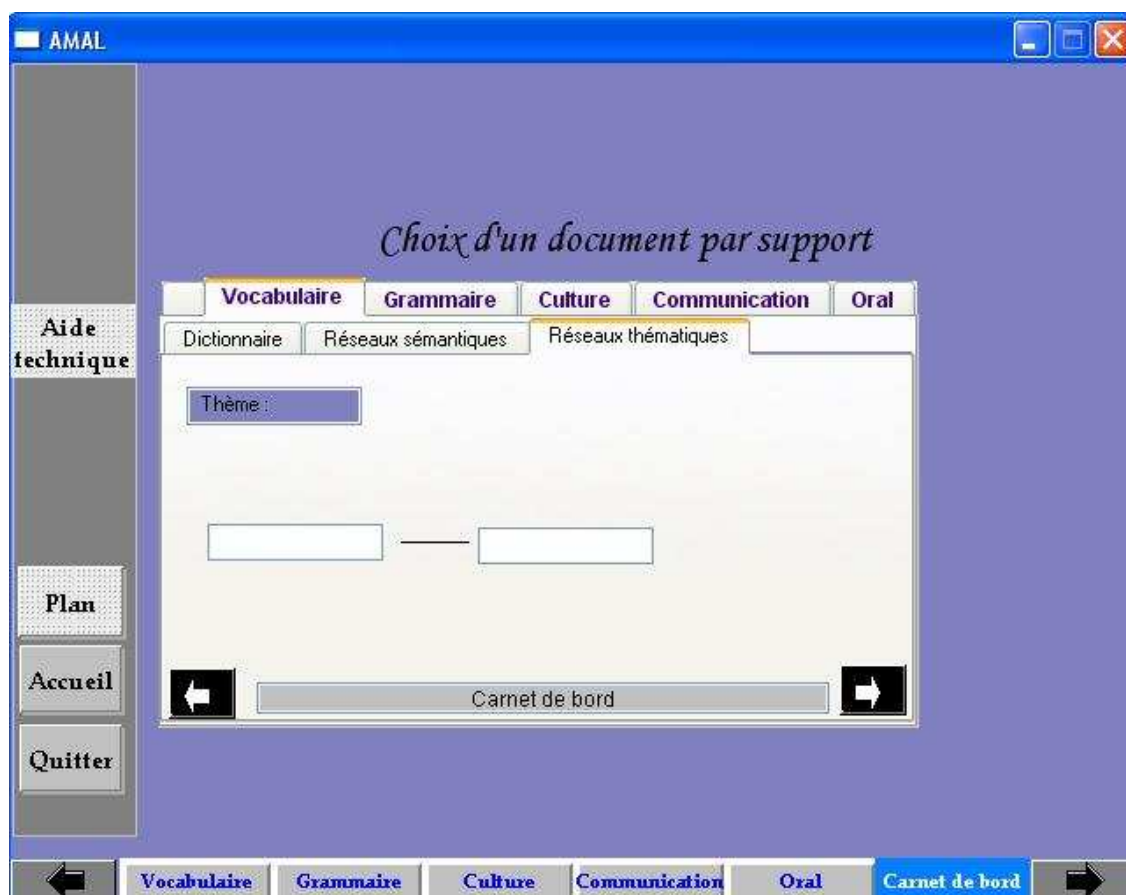 AMAL
Choix d'un document par support
Vocabulaire Grammaire Culture Communication Oral
Dictionnaire Réseaux sémantiques Réseaux thématiques
Aide
technique
Thème :
Plan
Accueil
Carnet de bord
Quitter
Vocabulaire Grammaire Culture Communication Oral Carnet de bord